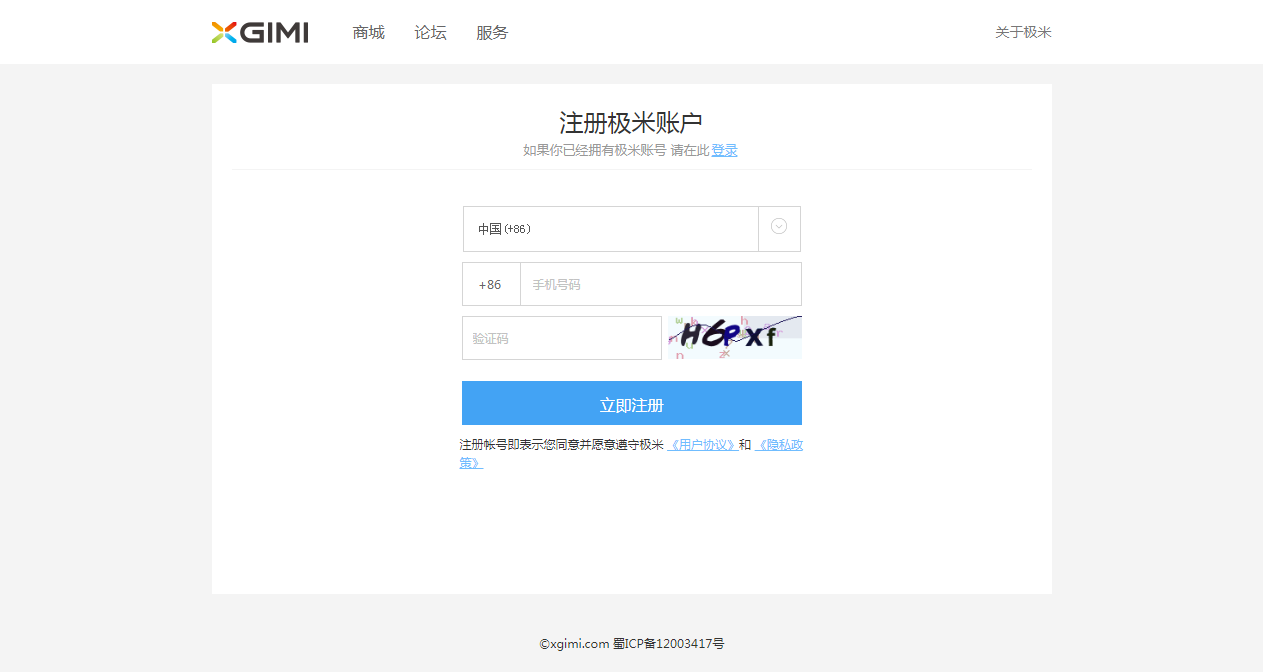 XGIMI 商城 论坛 服务 关于极米
注册极米账户
如果你已经拥有极米账号 请在此登录
中国(+86)
+86 手机号码
验证码
立即注册
注册帐号即表示您同意并愿意遵守极米 《用户协议》和 《隐私政
策》
©xgimi.com 蜀ICP备12003417号